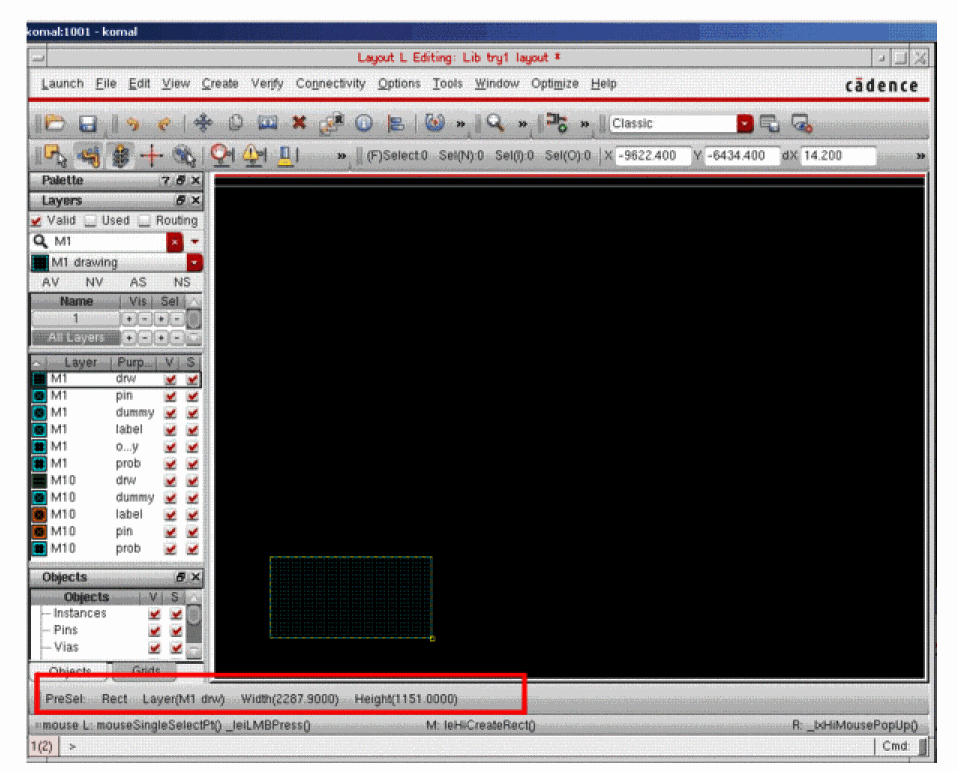 komal:1001 - komal
Layout L Editing: Lib try1 layout *
Launch File Edit View Create Verify Connectivity Options Tools Window Optimize Help cādence
» » » Classic
» (F)Select:0 Sel(N):0 Sel(I):0 Sel(O):0 X -9622.400 Y -6434.400 dX 14.200 »
Palette ? X
Layers X
Valid Used Routing
M1
M1 drawing
AV NV AS NS
Name Vis Sel
1 + - + -
All Layers + - + -
Layer Purp... V S
M1 drw
M1 pin
M1 dummy
M1 label
M1 o...y
M1 prob
M10 drw
M10 dummy
M10 label
M10 pin
M10 prob
Objects X
Objects V S
Instances
Pins
Vias
Objects Grids
PreSel: Rect Layer(M1 drw) Width(2287.9000) Height(1151.0000)
mouse L: mouseSingleSelectPt() _leiLMBPress() M: leHiCreateRect() R: _lxHiMousePopUp()
1(2) > Cmd: